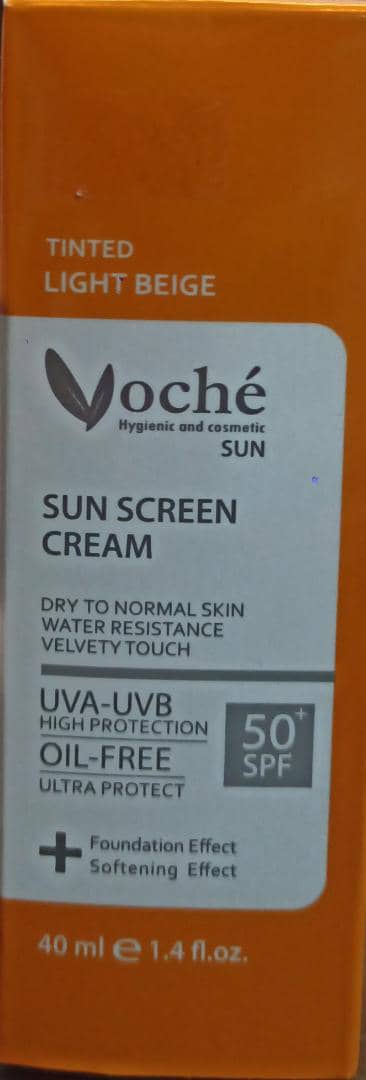 TINTED
LIGHT BEIGE
Voché
Hygienic and cosmetic
SUN
SUN SCREEN
CREAM
DRY TO NORMAL SKIN
WATER RESISTANCE
VELVETY TOUCH
UVA-UVB
HIGH PROTECTION
OIL-FREE
ULTRA PROTECT
50+
SPF
+ Foundation Effect
Softening Effect
40 ml e 1.4 fl.oz.